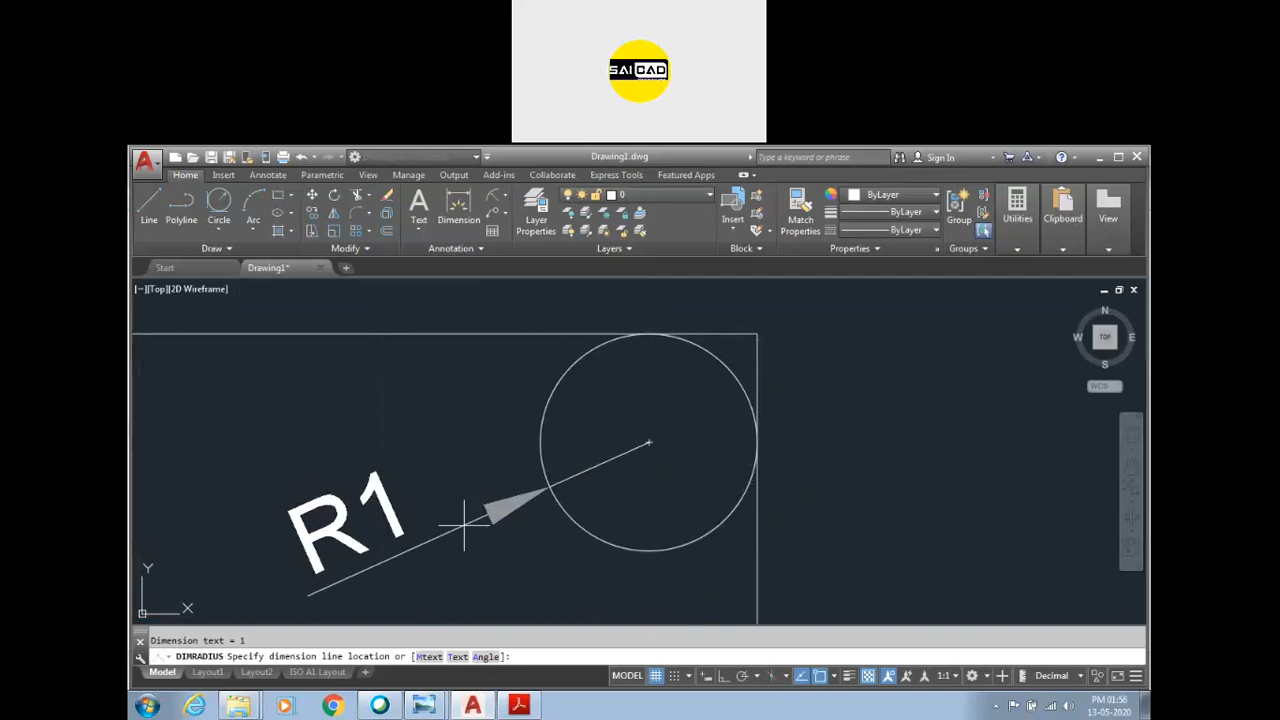 SAI CAD
Drawing1.dwg
Type a keyword or phrase
Sign In
Home Insert Annotate Parametric View Manage Output Add-ins Collaborate Express Tools Featured Apps
0
ByLayer
ByLayer
ByLayer
Line Polyline Circle Arc Text Dimension Layer Properties Insert Match Properties Group Utilities Clipboard View
Draw Modify Annotation Layers Block Properties Groups
Start Drawing1*
[−][Top][2D Wireframe]
N
W TOP E
S
WCS
R1
Y
X
Dimension text = 1
DIMRADIUS Specify dimension line location or [Mtext Text Angle]:
Model Layout1 Layout2 ISO A1 Layout
MODEL 1:1 Decimal
PM 01:56
13-05-2020